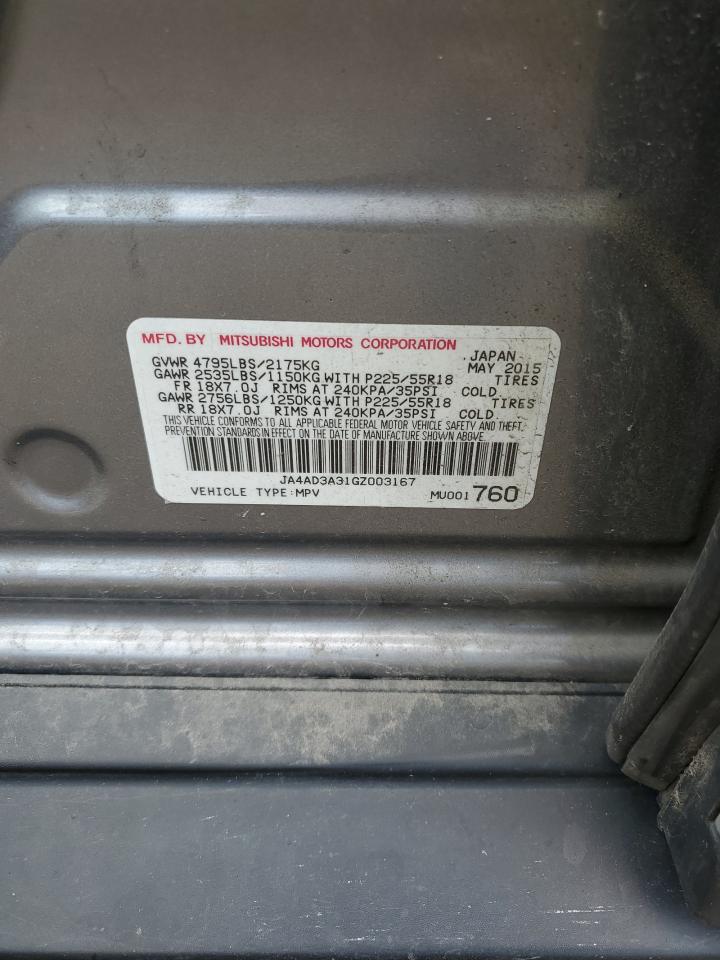 MFD. BY MITSUBISHI MOTORS CORPORATION
JAPAN
GVWR 4795LBS/2175KG MAY 2015
GAWR 2535LBS/1150KG WITH P225/55R18 TIRES
FR 18X7.0J RIMS AT 240KPA/35PSI COLD.
GAWR 2756LBS/1250KG WITH P225/55R18 TIRES
RR 18X7.0J RIMS AT 240KPA/35PSI COLD.
THIS VEHICLE CONFORMS TO ALL APPLICABLE FEDERAL MOTOR VEHICLE SAFETY AND THEFT
PREVENTION STANDARDS IN EFFECT ON THE DATE OF MANUFACTURE SHOWN ABOVE.
JA4AD3A31GZ003167
VEHICLE TYPE:MPV MU001 760